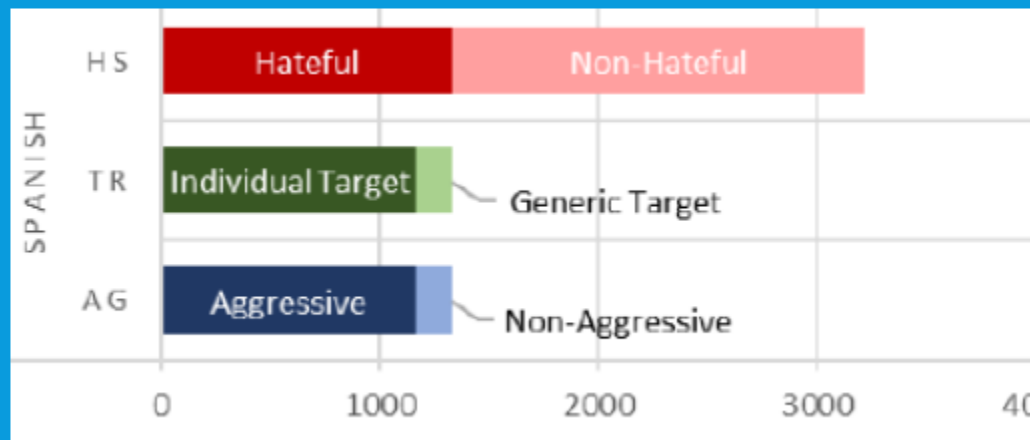 SPANISH
HS
Hateful
Non-Hateful
TR
Individual Target
Generic Target
AG
Aggressive
Non-Aggressive
0
1000
2000
3000